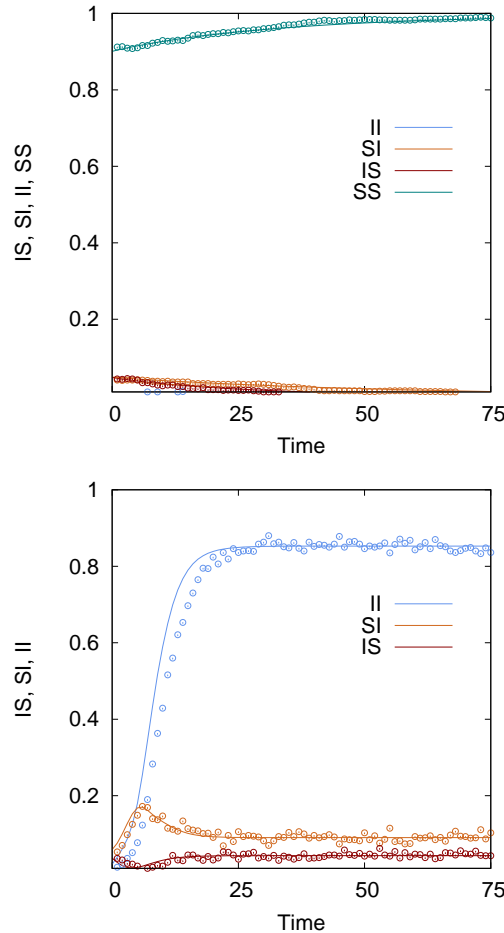 IS, SI, II, SS
1
0.8
0.6
0.4
0.2
II
SI
IS
SS
0 25 50 75
Time
IS, SI, II
1
0.8
0.6
0.4
0.2
II
SI
IS
0 25 50 75
Time